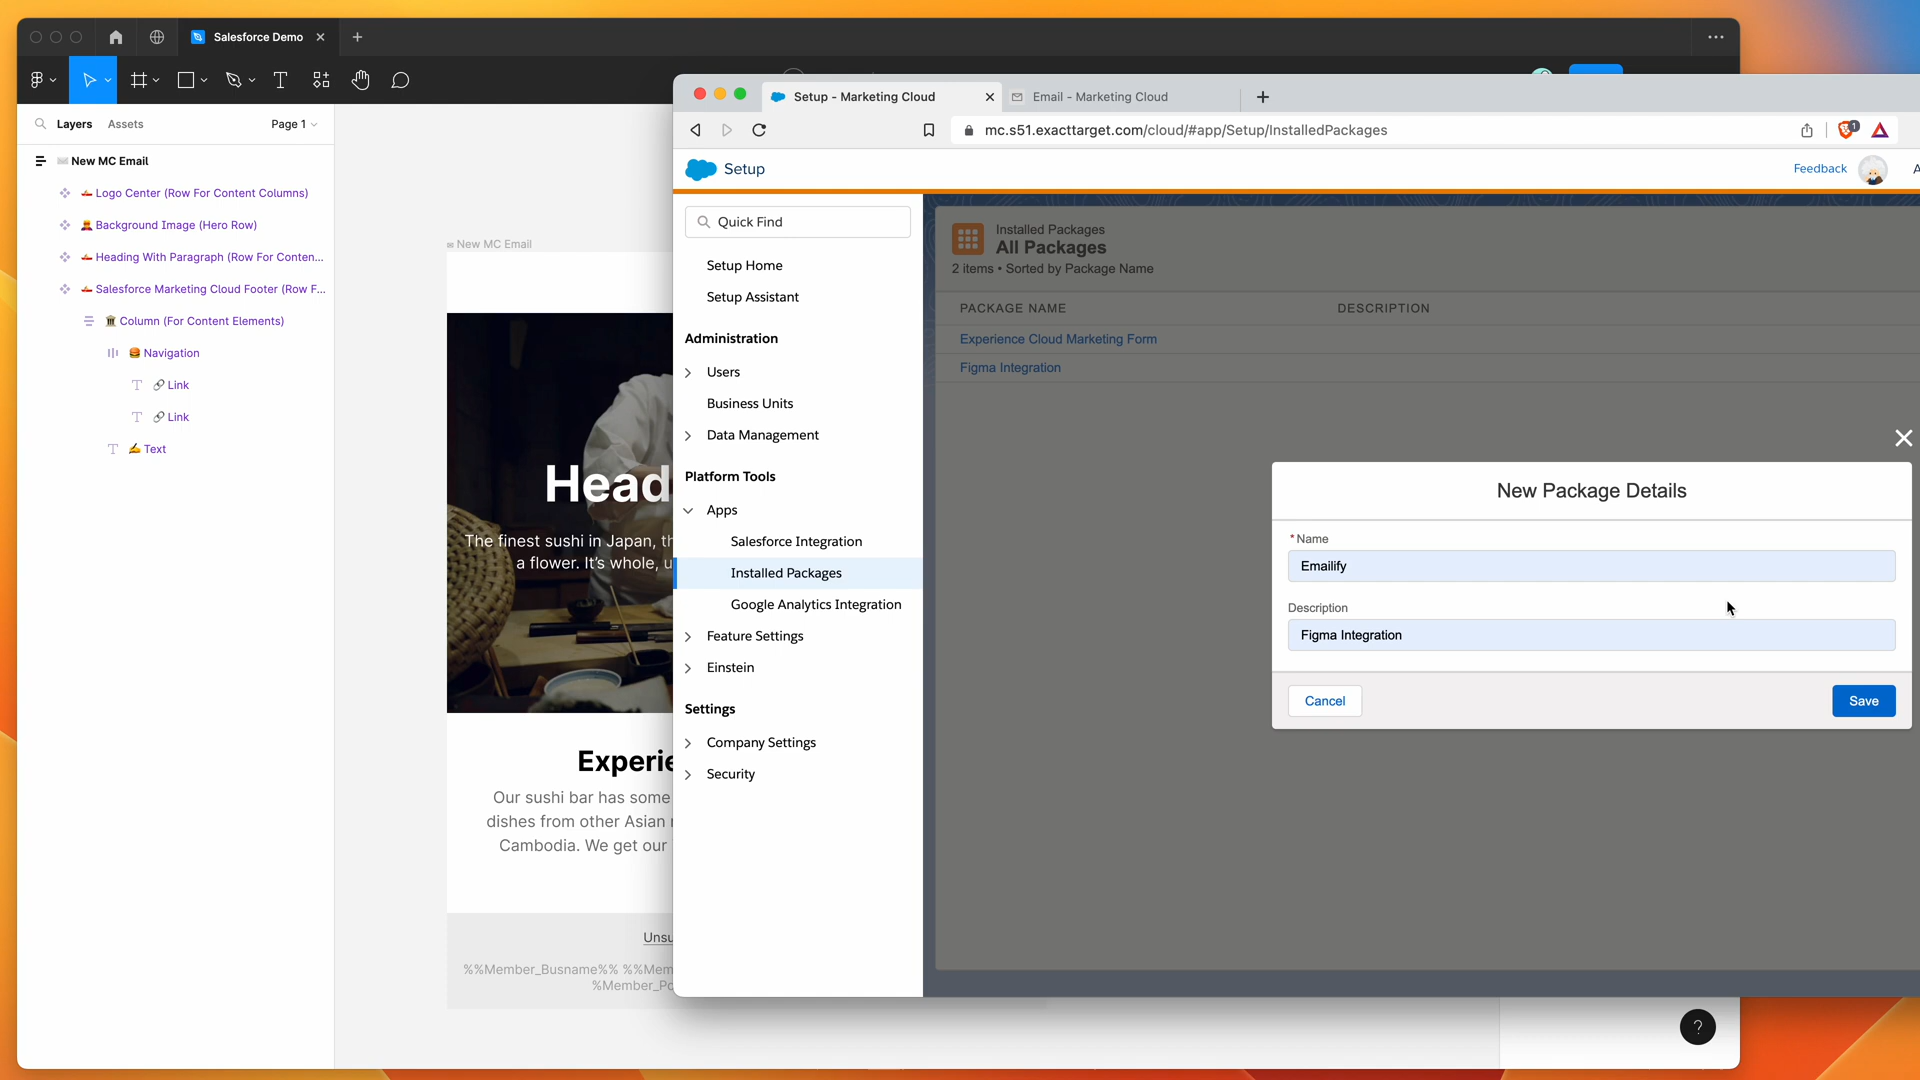 Salesforce Demo
Layers
Assets
Page 1
New MC Email
Logo Center (Row For Content Columns)
Background Image (Hero Row)
Heading With Paragraph (Row For Conten...
Salesforce Marketing Cloud Footer (Row F...
Column (For Content Elements)
Navigation
Link
Link
Text
New MC Email
Head
The finest sushi in Japan, th
a flower. It's whole, u
Experie
Our sushi bar has some
dishes from other Asian
Cambodia. We get our
Unsu
%%Member_Busname%% %%Mem
%Member_Po
Setup - Marketing Cloud
Email - Marketing Cloud
mc.s51.exacttarget.com/cloud/#app/Setup/InstalledPackages
1
Setup
Feedback
A
Quick Find
Setup Home
Setup Assistant
Administration
Users
Business Units
Data Management
Platform Tools
Apps
Salesforce Integration
Installed Packages
Google Analytics Integration
Feature Settings
Einstein
Settings
Company Settings
Security
Installed Packages
All Packages
2 items • Sorted by Package Name
PACKAGE NAME
DESCRIPTION
Experience Cloud Marketing Form
Figma Integration
New Package Details
* Name
Emailify
Description
Figma Integration
Cancel
Save
?